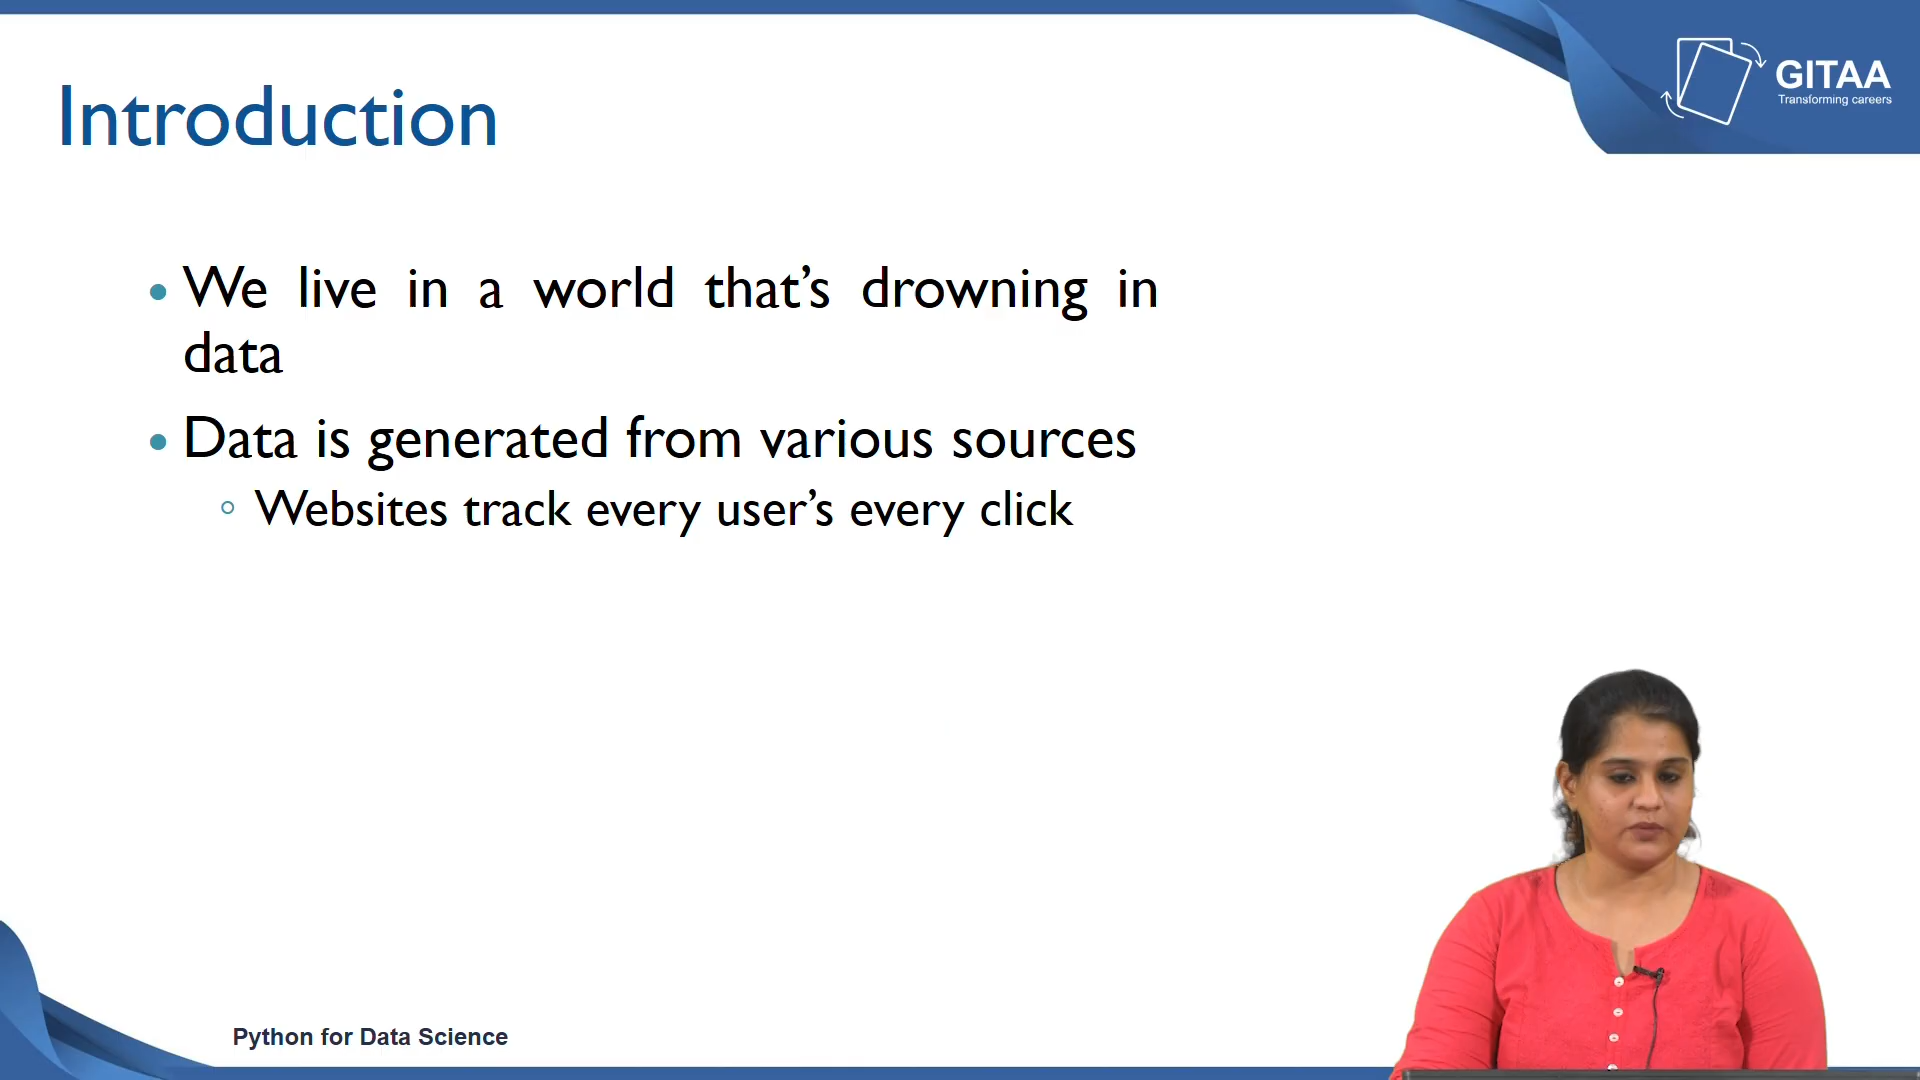 GITAA
Transforming careers
Introduction
• We live in a world that’s drowning in
data
• Data is generated from various sources
◦ Websites track every user’s every click
Python for Data Science